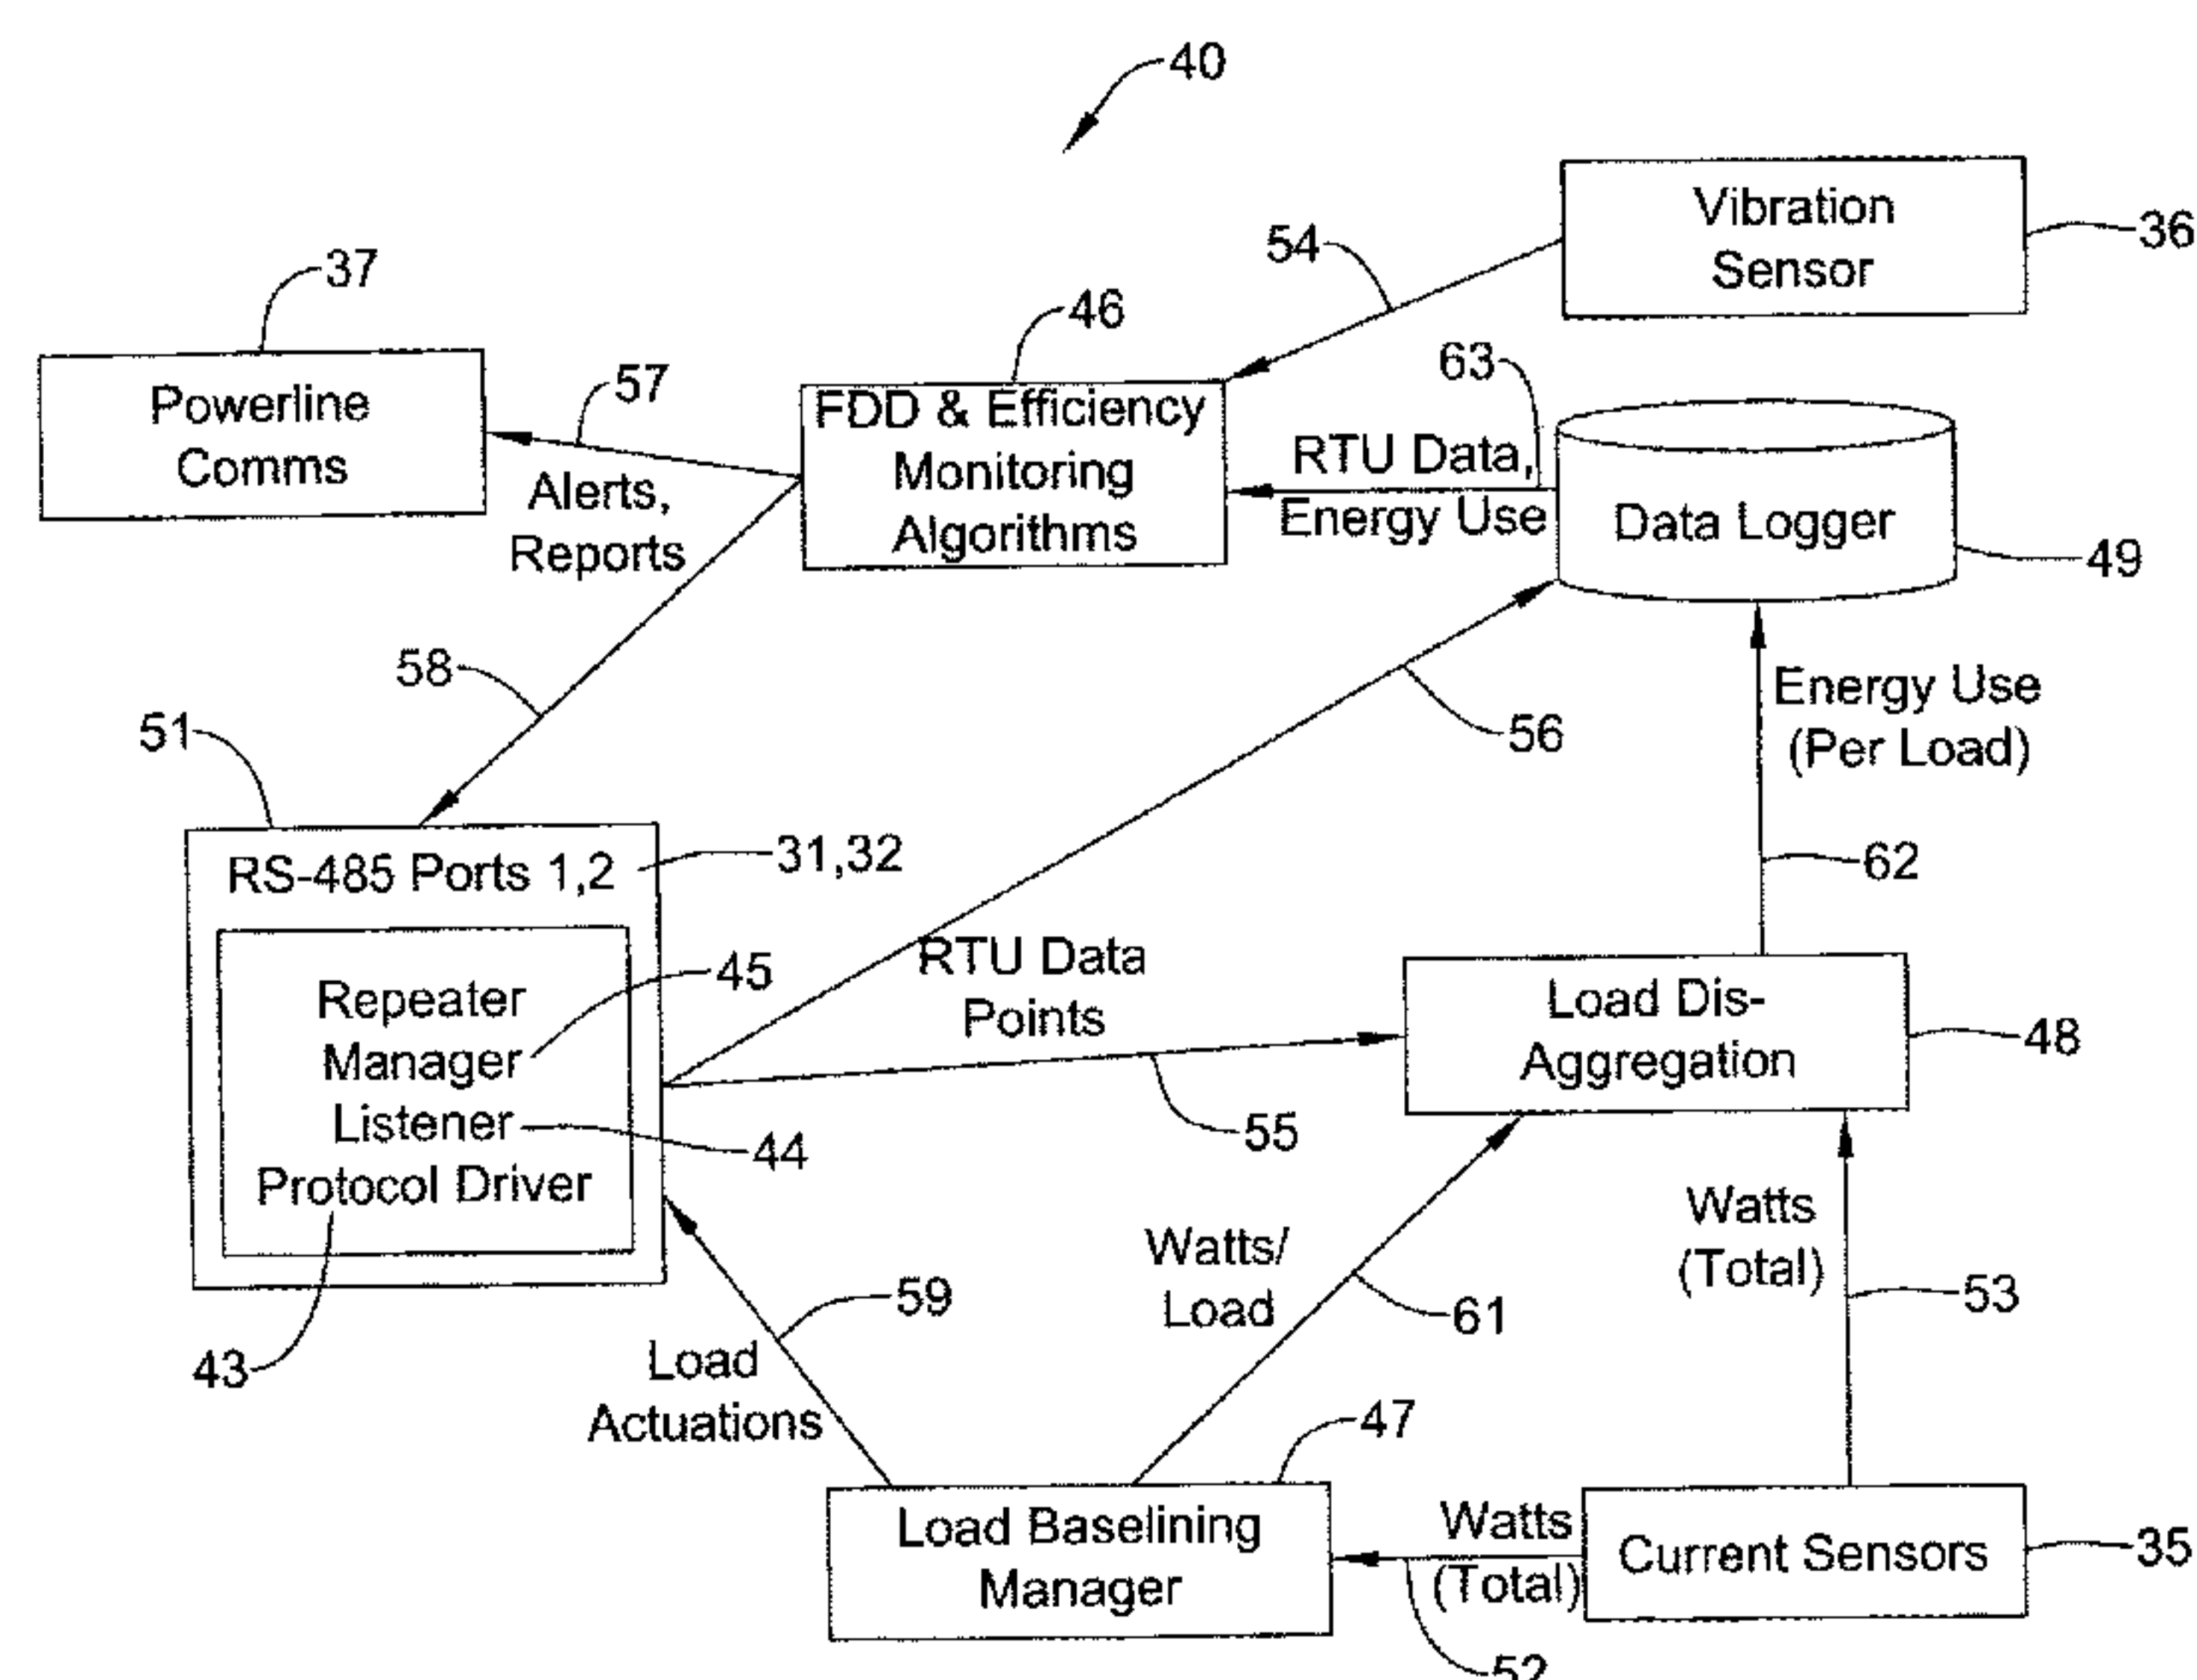 40
Vibration
Sensor
36
54
37
46
63
Powerline
Comms
57
Alerts,
Reports
FDD & Efficiency
Monitoring
Algorithms
RTU Data,
Energy Use
Data Logger
49
58
56
Energy Use
(Per Load)
51
RS-485 Ports 1,2
31,32
62
Repeater
Manager
45
Listener
44
Protocol Driver
43
RTU Data
Points
55
Load Dis-
Aggregation
48
Watts/
Load
61
Watts
(Total)
53
59
Load
Actuations
47
Load Baselining
Manager
Watts
(Total)
52
Current Sensors
35